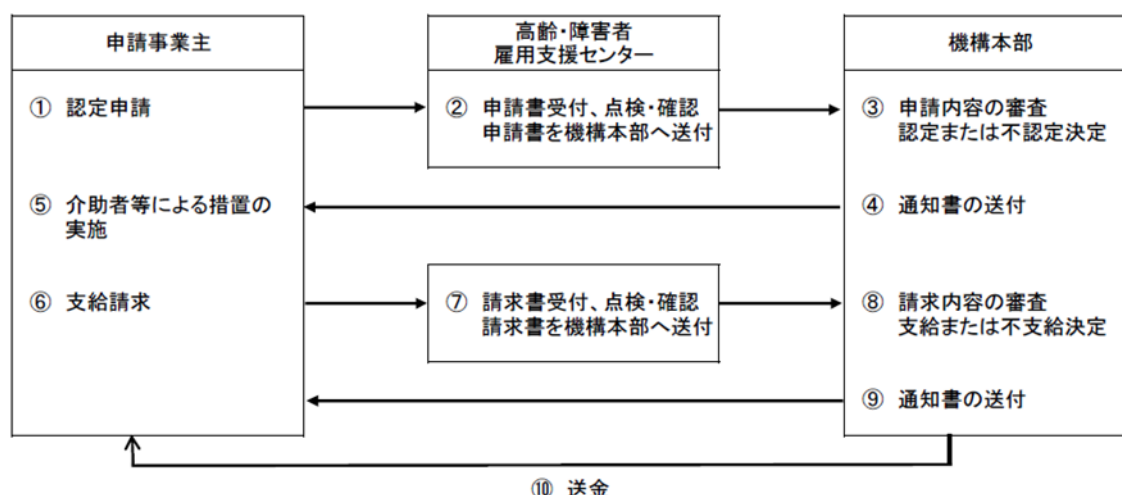 申請事業主
高齢・障害者
雇用支援センター
機構本部
① 認定申請
② 申請書受付、点検・確認
申請書を機構本部へ送付
③ 申請内容の審査
認定または不認定決定
④ 通知書の送付
⑤ 介助者等による措置の
実施
⑥ 支給請求
⑦ 請求書受付、点検・確認
請求書を機構本部へ送付
⑧ 請求内容の審査
支給または不支給決定
⑨ 通知書の送付
⑩ 送金